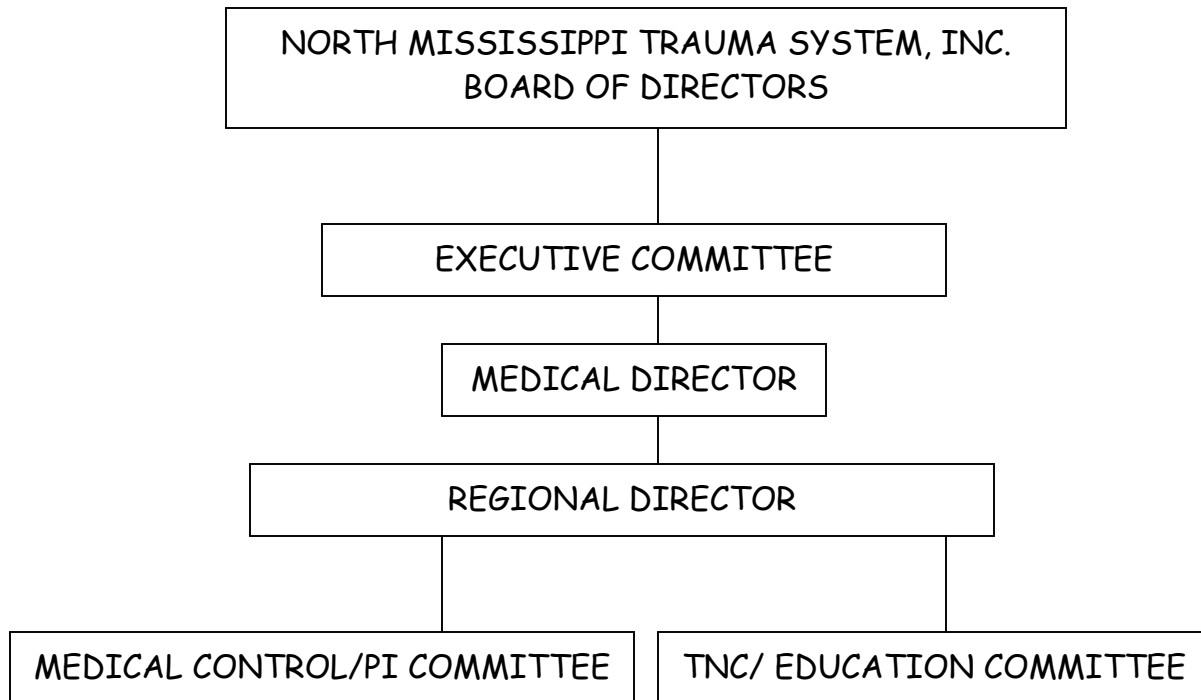 NORTH MISSISSIPPI TRAUMA SYSTEM, INC.
BOARD OF DIRECTORS
EXECUTIVE COMMITTEE
MEDICAL DIRECTOR
REGIONAL DIRECTOR
MEDICAL CONTROL/PI COMMITTEE
TNC/ EDUCATION COMMITTEE